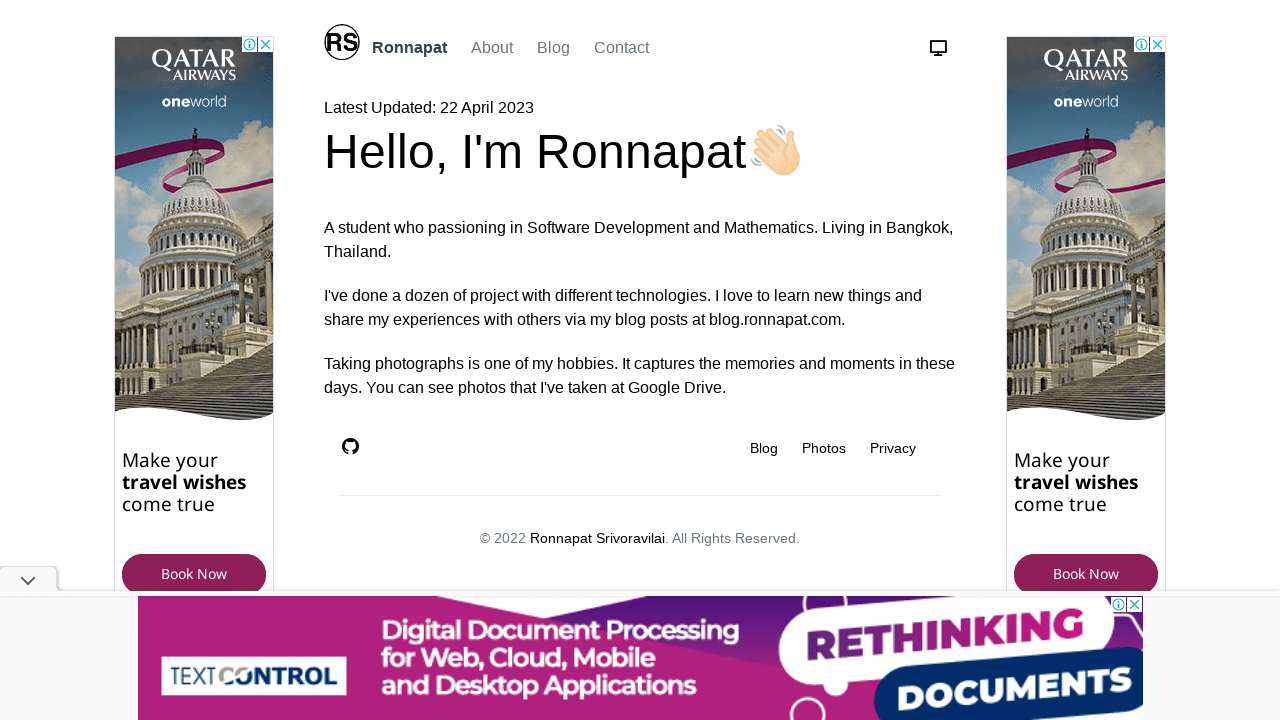 RS
Ronnapat About Blog Contact
Latest Updated: 22 April 2023
Hello, I'm Ronnapat
A student who passioning in Software Development and Mathematics. Living in Bangkok,
Thailand.
I've done a dozen of project with different technologies. I love to learn new things and
share my experiences with others via my blog posts at blog.ronnapat.com.
Taking photographs is one of my hobbies. It captures the memories and moments in these
days. You can see photos that I've taken at Google Drive.
Blog Photos Privacy
© 2022 Ronnapat Srivoravilai. All Rights Reserved.
QATAR
AIRWAYS
oneworld
Make your
travel wishes
come true
Book Now
QATAR
AIRWAYS
oneworld
Make your
travel wishes
come true
Book Now
TEXT CONTROL
Digital Document Processing
for Web, Cloud, Mobile
and Desktop Applications
RETHINKING
DOCUMENTS